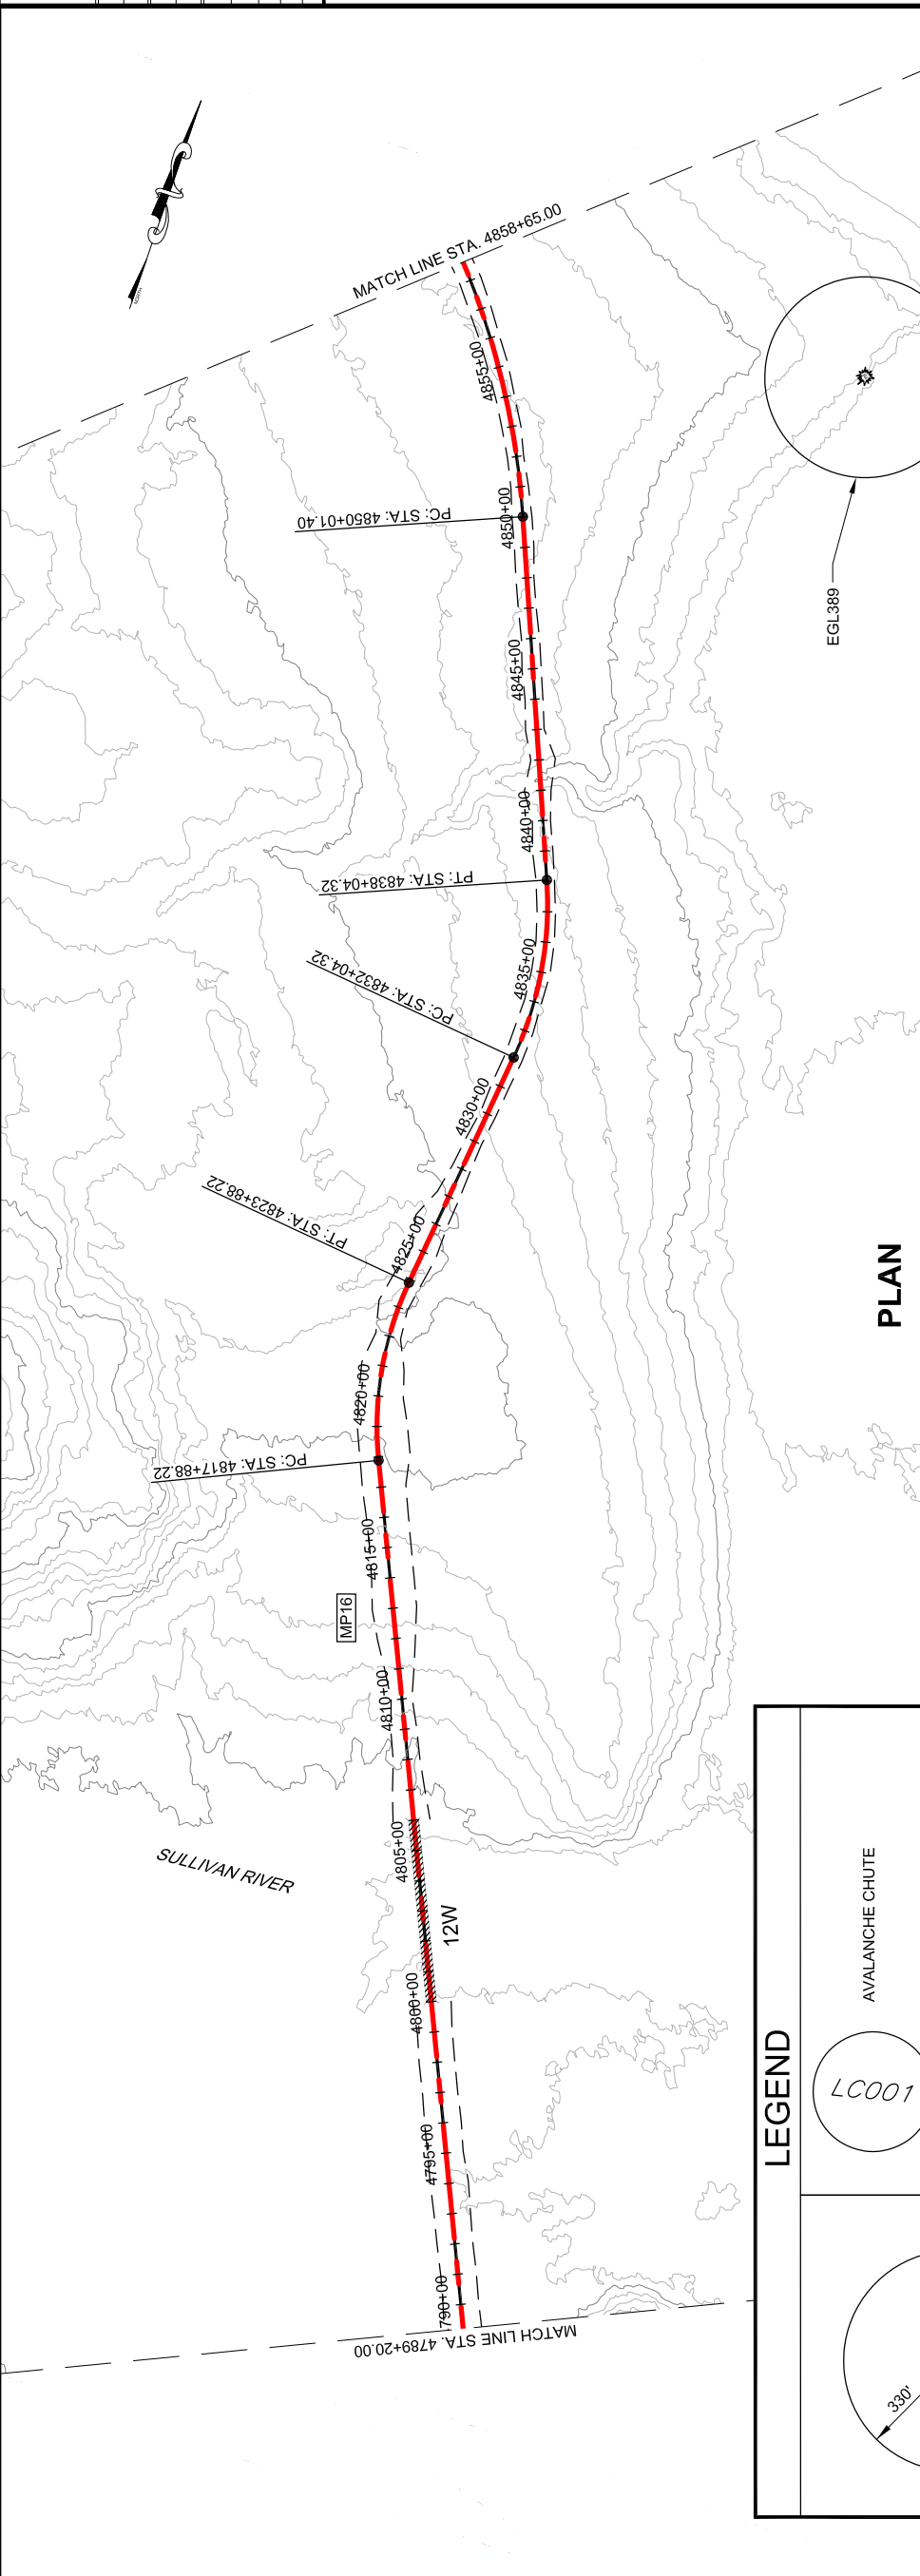 MATCH LINE STA. 4858+65.00
4855+00
PC: STA: 4850+01.40
4850+00
EGL389
4845+00
4840+00
PT: STA: 4838+04.32
4835+00
PC: STA: 4832+04.32
4830+00
PT: STA: 4823+88.22
4825+00
PLAN
4820+00
PC: STA: 4817+88.22
4815+00
MP16
4810+00
4805+00
SULLIVAN RIVER
12W
4800+00
4795+00
790+00
MATCH LINE STA. 4789+20.00
LEGEND
AVALANCHE CHUTE
LC001
330'